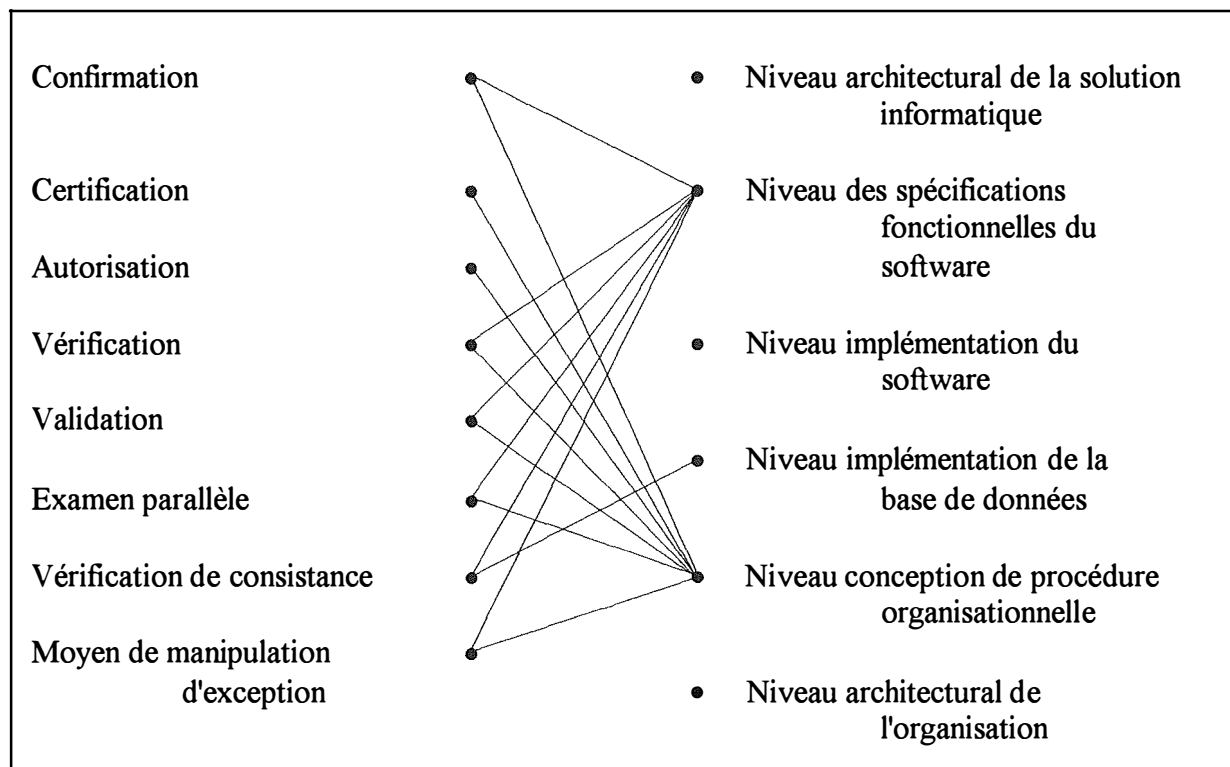 Confirmation
Certification
Autorisation
Vérification
Validation
Examen parallèle
Vérification de consistance
Moyen de manipulation
d'exception
Niveau architectural de la solution
informatique
Niveau des spécifications
fonctionnelles du
software
Niveau implémentation du
software
Niveau implémentation de la
base de données
Niveau conception de procédure
organisationnelle
Niveau architectural de
l'organisation